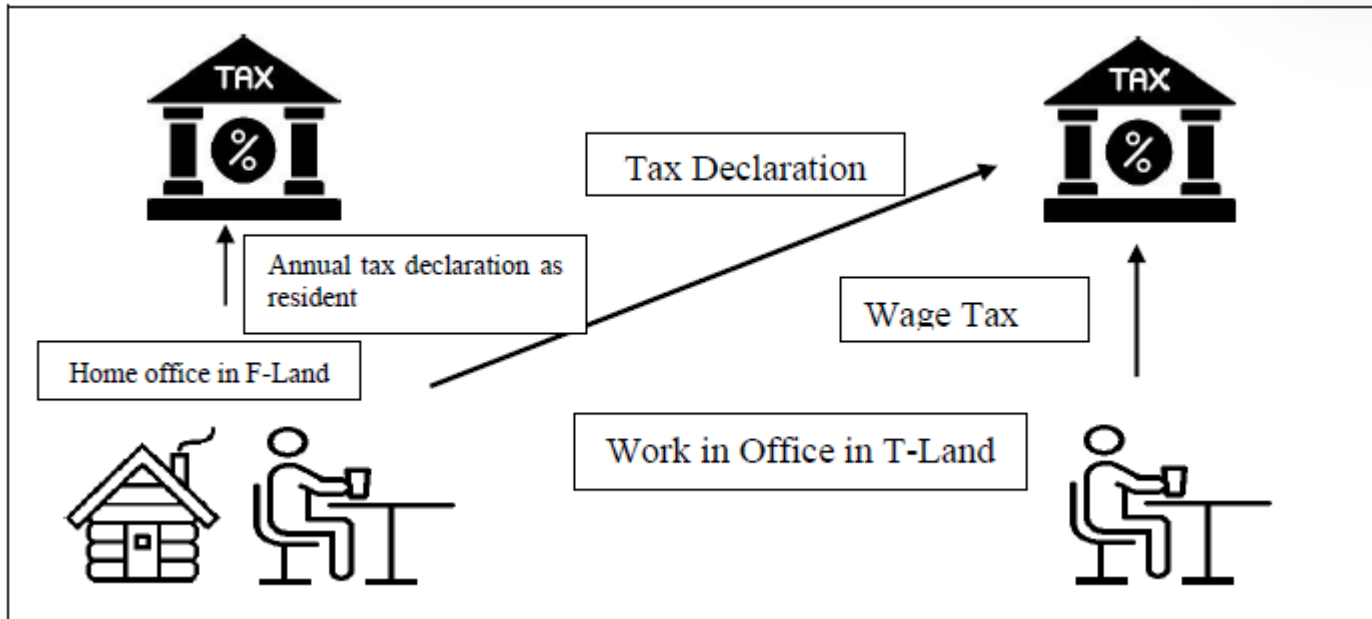 TAX
%
TAX
%
Tax Declaration
Annual tax declaration as
resident
Wage Tax
Home office in F-Land
Work in Office in T-Land